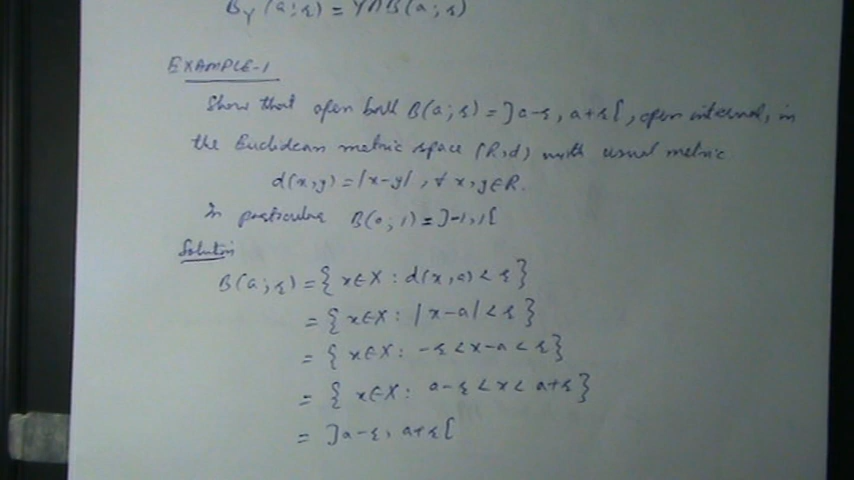 B_Y(a;r) = Y∩B(a;r)
EXAMPLE-1
Show that open ball B(a;r) = ]a-r, a+r[, open interval, in
the Euclidean metric space (R,d) with usual metric
d(x,y) = |x-y|, ∀ x,y∈R.
In particular B(0;1) = ]-1,1[
Solution
B(a;r) = { x∈X : d(x,a) < r }
= { x∈X : |x-a| < r }
= { x∈X : -r < x-a < r }
= { x∈X : a-r < x < a+r }
= ]a-r, a+r[